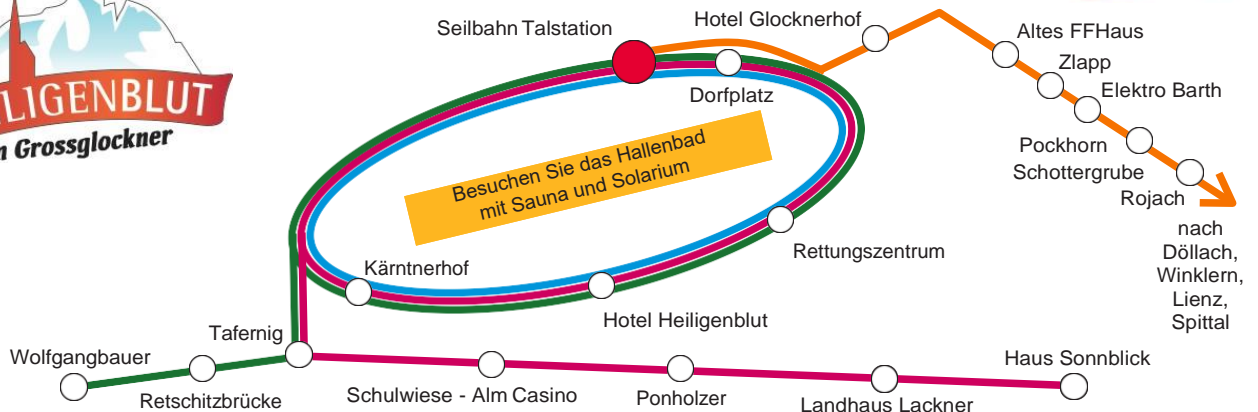 LIGENBLUT
Grossglockner
Seilbahn Talstation
Hotel Glocknerhof
Altes FFHaus
Zlapp
Elektro Barth
Dorfplatz
Pockhorn
Schottergrube
Rojach
nach
Döllach,
Winklern,
Lienz,
Spittal
Besuchen Sie das Hallenbad
mit Sauna und Solarium
Rettungszentrum
Kärntnerhof
Hotel Heiligenblut
Tafernig
Wolfgangbauer
Retschitzbrücke
Schulwiese - Alm Casino
Ponholzer
Landhaus Lackner
Haus Sonnblick